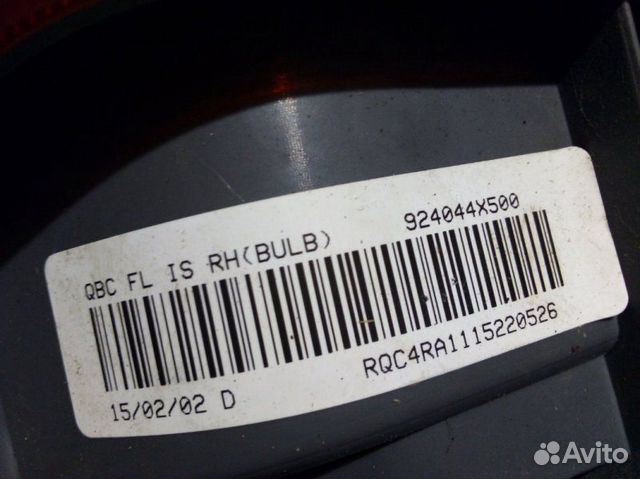 QBC FL IS RH(BULB) 924044X500
15/02/02 D RQC4RA1115220526
Avito